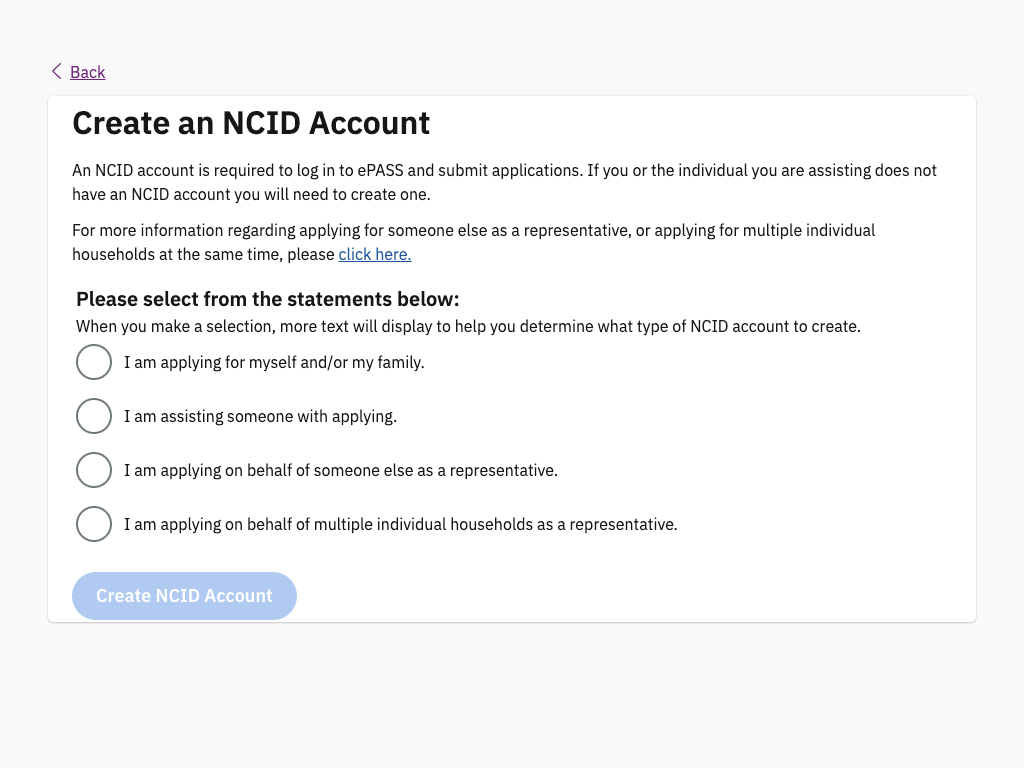 Back
Create an NCID Account
An NCID account is required to log in to ePASS and submit applications. If you or the individual you are assisting does not
have an NCID account you will need to create one.
For more information regarding applying for someone else as a representative, or applying for multiple individual
households at the same time, please click here.
Please select from the statements below:
When you make a selection, more text will display to help you determine what type of NCID account to create.
I am applying for myself and/or my family.
I am assisting someone with applying.
I am applying on behalf of someone else as a representative.
I am applying on behalf of multiple individual households as a representative.
Create NCID Account